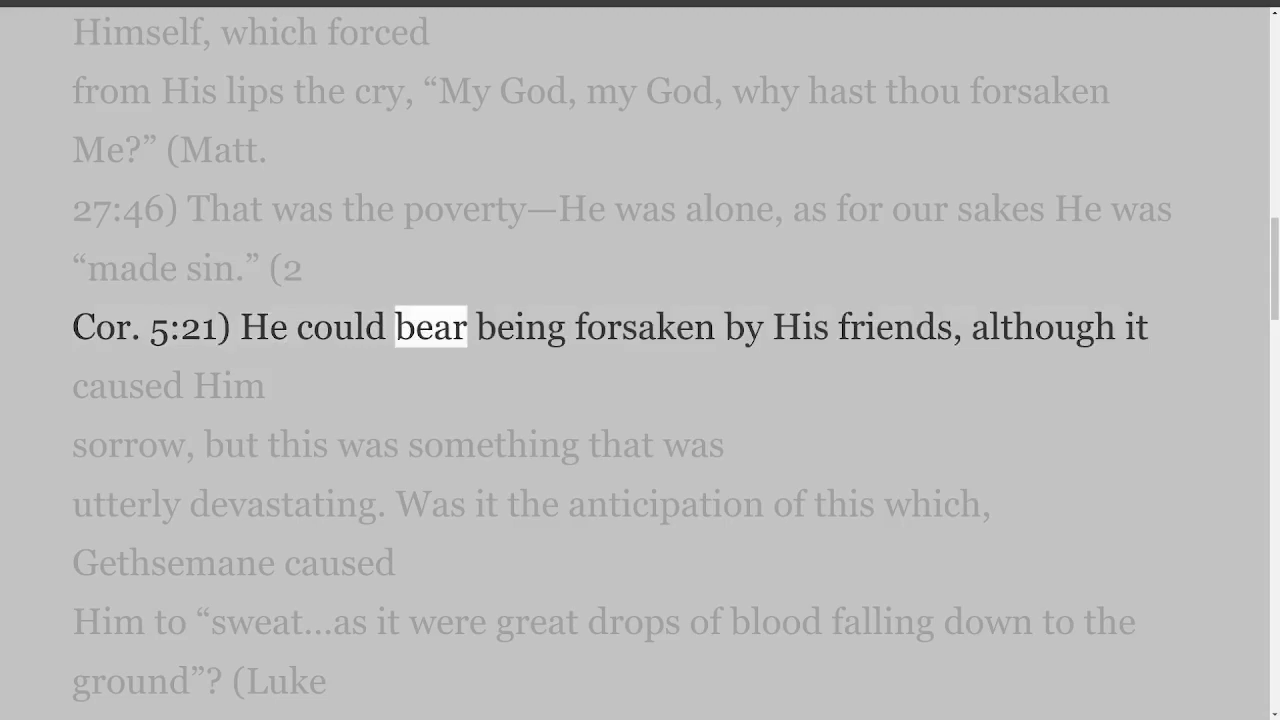 Himself, which forced
from His lips the cry, “My God, my God, why hast thou forsaken
Me?” (Matt.
27:46) That was the poverty—He was alone, as for our sakes He was
“made sin.” (2
Cor. 5:21) He could bear being forsaken by His friends, although it
caused Him
sorrow, but this was something that was
utterly devastating. Was it the anticipation of this which,
Gethsemane caused
Him to “sweat...as it were great drops of blood falling down to the
ground”? (Luke